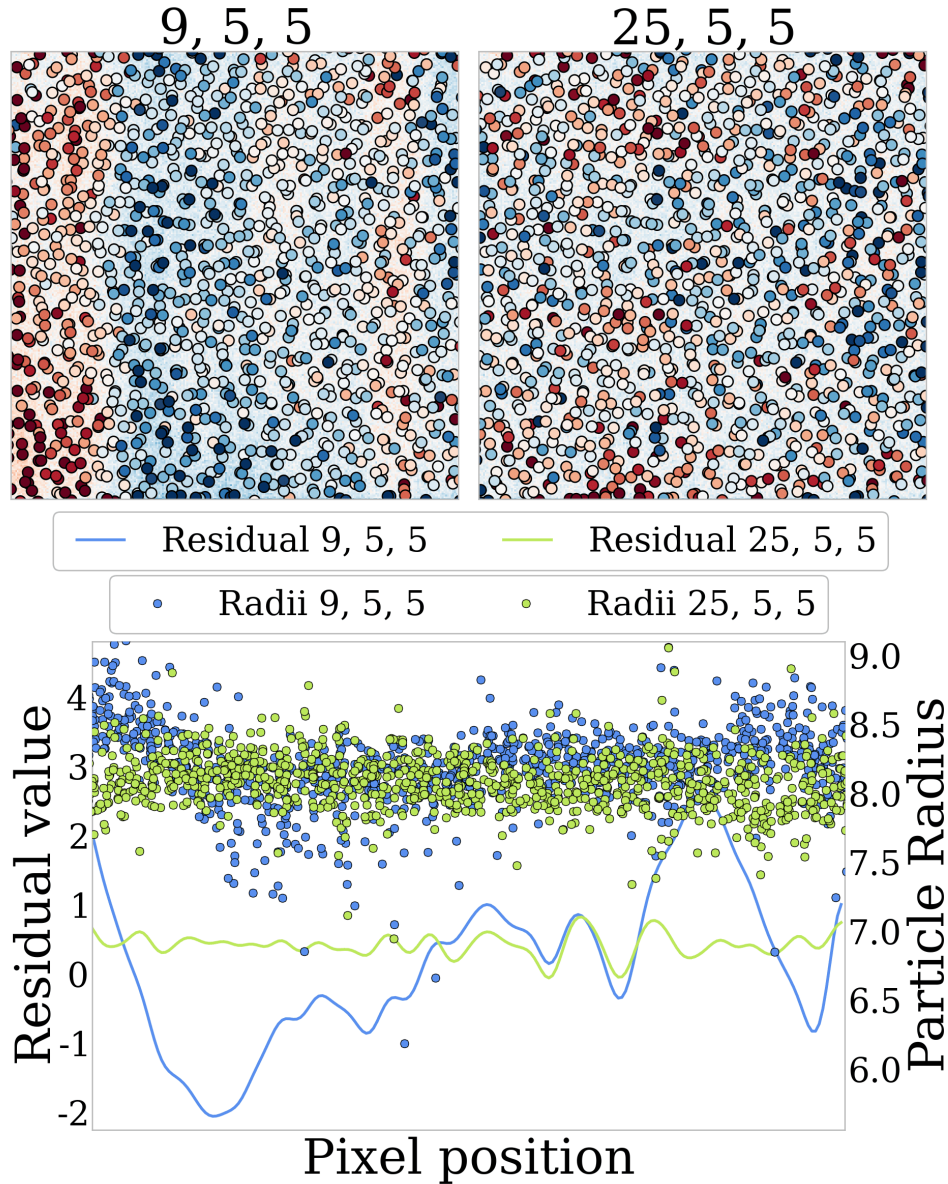 9, 5, 5
25, 5, 5
Residual 9, 5, 5
Residual 25, 5, 5
Radii 9, 5, 5
Radii 25, 5, 5
Residual value
4
3
2
1
0
-1
-2
9.0
8.5
8.0
7.5
7.0
6.5
6.0
Particle Radius
Pixel position